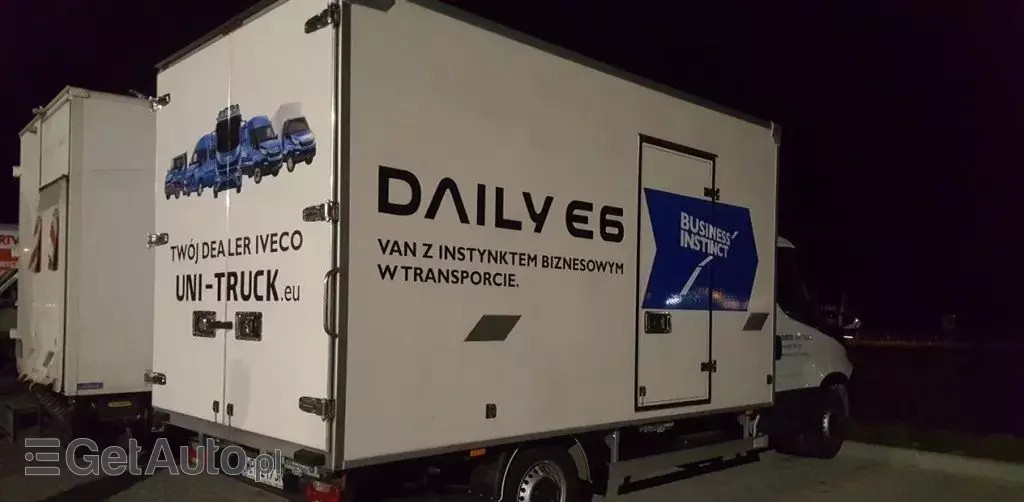 TWÓJ DEALER IVECO
UNI-TRUCK.eu
DAILY E6
VAN Z INSTYNKTEM BIZNESOWYM
W TRANSPORCIE.
BUSINESS
INSTINCT
GetAuto.pl